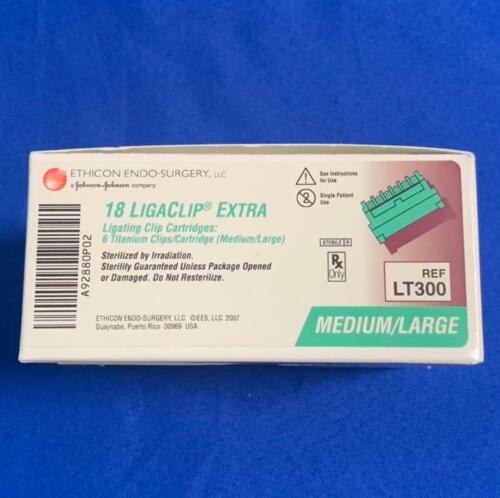 ETHICON ENDO-SURGERY, LLC
a Johnson & Johnson company
18 LIGACLIP® EXTRA
Ligating Clip Cartridges:
6 Titanium Clips/Cartridge (Medium/Large)
Sterilized by Irradiation.
Sterility Guaranteed Unless Package Opened
or Damaged. Do Not Resterilize.
ETHICON ENDO-SURGERY, LLC ©EES, LLC 2007
Guaynabo, Puerto Rico 00969 USA
A92880P02
See Instructions
for Use
2
Single Patient
Use
STERILE R
Rx
Only
REF
LT300
MEDIUM/LARGE